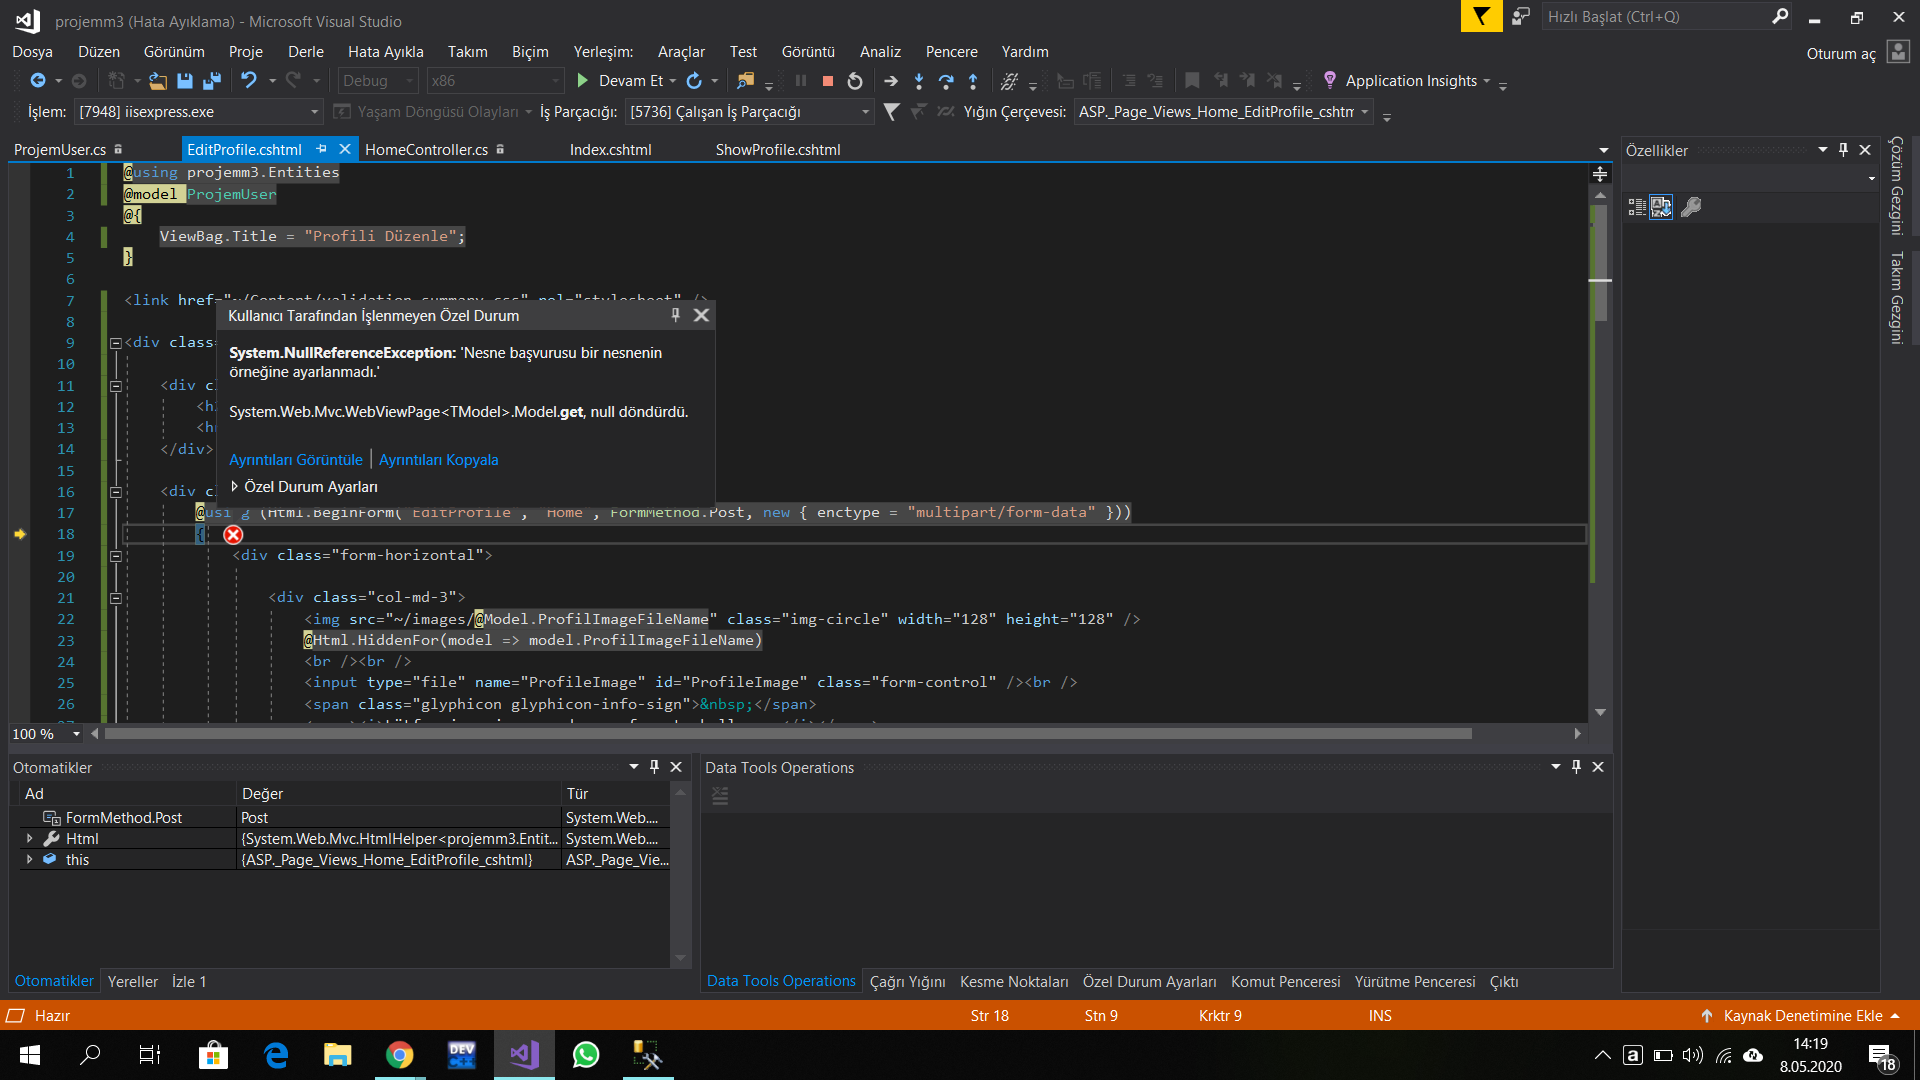 projemm3 (Hata Ayıklama) - Microsoft Visual Studio
Hızlı Başlat (Ctrl+Q)
Dosya Düzen Görünüm Proje Derle Hata Ayıkla Takım Biçim Yerleşim: Araçlar Test Görüntü Analiz Pencere Yardım
Oturum aç
Debug x86 Devam Et Application Insights
İşlem: [7948] iisexpress.exe Yaşam Döngüsü Olayları İş Parçacığı: [5736] Çalışan İş Parçacığı Yığın Çerçevesi: ASP._Page_Views_Home_EditProfile_cshtm
ProjemUser.cs EditProfile.cshtml HomeController.cs Index.cshtml ShowProfile.cshtml
Özellikler
Çözüm Gezgini
Takım Gezgini
1 @using projemm3.Entities
2 @model ProjemUser
3 @{
4 ViewBag.Title = "Profili Düzenle";
5 }
6
7 <link href="~/Content/validation-summary.css" rel="stylesheet" />
8
9 <div class=
10
11 <div cl
12 <h
13 <h
14 </div>
15
16 <div cl
Kullanıcı Tarafından İşlenmeyen Özel Durum
System.NullReferenceException: 'Nesne başvurusu bir nesnenin
örneğine ayarlanmadı.'
System.Web.Mvc.WebViewPage<TModel>.Model.get, null döndürdü.
Ayrıntıları Görüntüle | Ayrıntıları Kopyala
Özel Durum Ayarları
17 @usi g (Html.BeginForm("EditProfile", "Home", FormMethod.Post, new { enctype = "multipart/form-data" }))
18 {
19 <div class="form-horizontal">
20
21 <div class="col-md-3">
22 <img src="~/images/@Model.ProfilImageFileName" class="img-circle" width="128" height="128" />
23 @Html.HiddenFor(model => model.ProfilImageFileName)
24 <br /><br />
25 <input type="file" name="ProfileImage" id="ProfileImage" class="form-control" /><br />
26 <span class="glyphicon glyphicon-info-sign">&nbsp;</span>
100 %
Otomatikler
Ad Değer Tür
FormMethod.Post Post System.Web....
Html {System.Web.Mvc.HtmlHelper<projemm3.Entit... System.Web....
this {ASP._Page_Views_Home_EditProfile_cshtml} ASP._Page_Vie...
Otomatikler Yereller İzle 1
Data Tools Operations
Data Tools Operations Çağrı Yığını Kesme Noktaları Özel Durum Ayarları Komut Penceresi Yürütme Penceresi Çıktı
Hazır Str 18 Stn 9 Krktr 9 INS Kaynak Denetimine Ekle
DEV
C++
a
14:19
8.05.2020
18